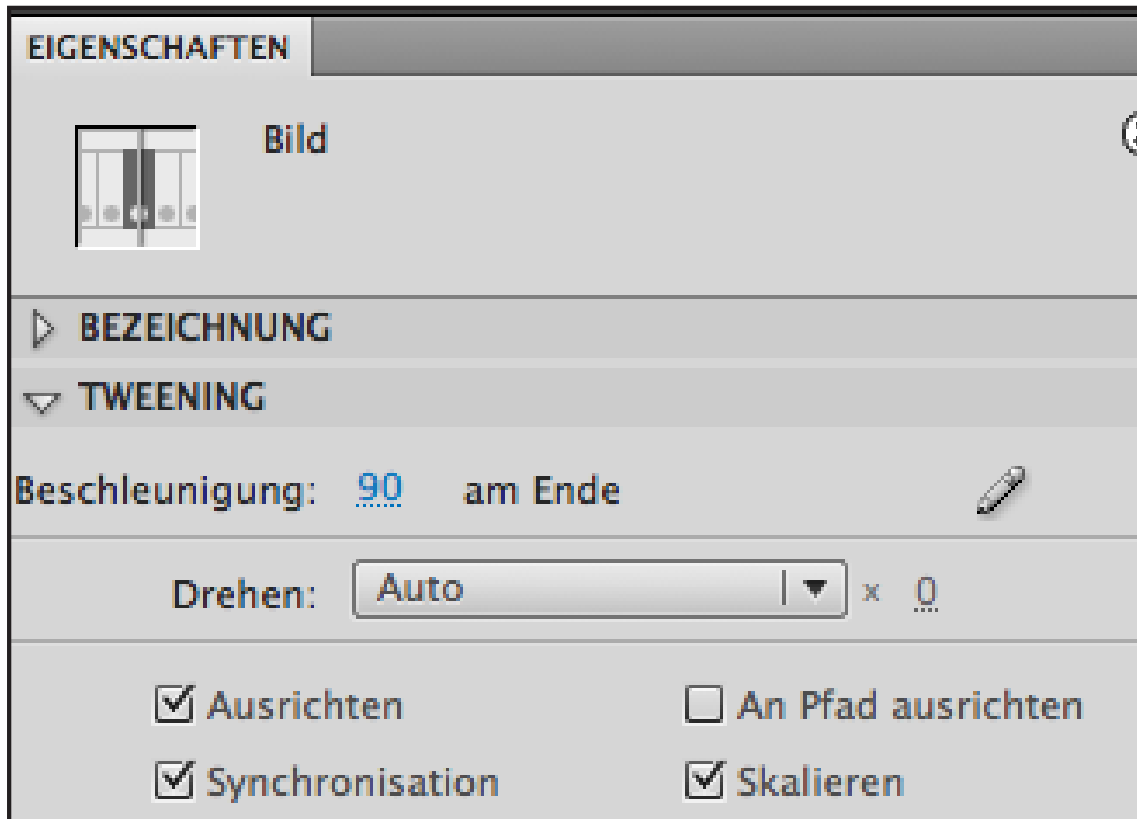 EIGENSCHAFTEN
Bild
BEZEICHNUNG
TWEENING
Beschleunigung: 90 am Ende
Drehen: Auto x 0
Ausrichten An Pfad ausrichten
Synchronisation Skalieren